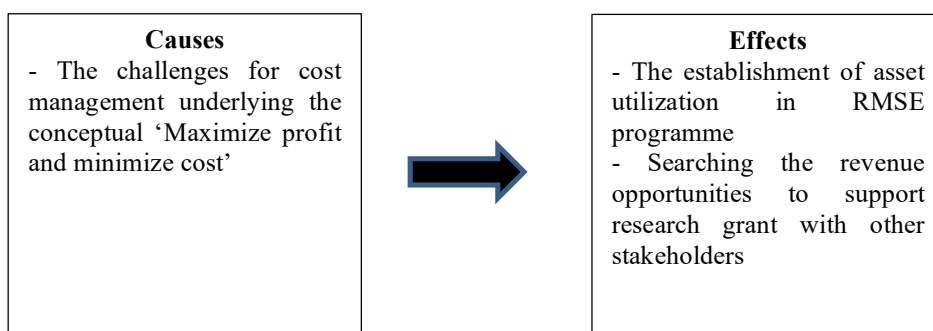 Causes
- The challenges for cost
management underlying the
conceptual ‘Maximize profit
and minimize cost’
Effects
- The establishment of asset
utilization in RMSE
programme
- Searching the revenue
opportunities to support
research grant with other
stakeholders